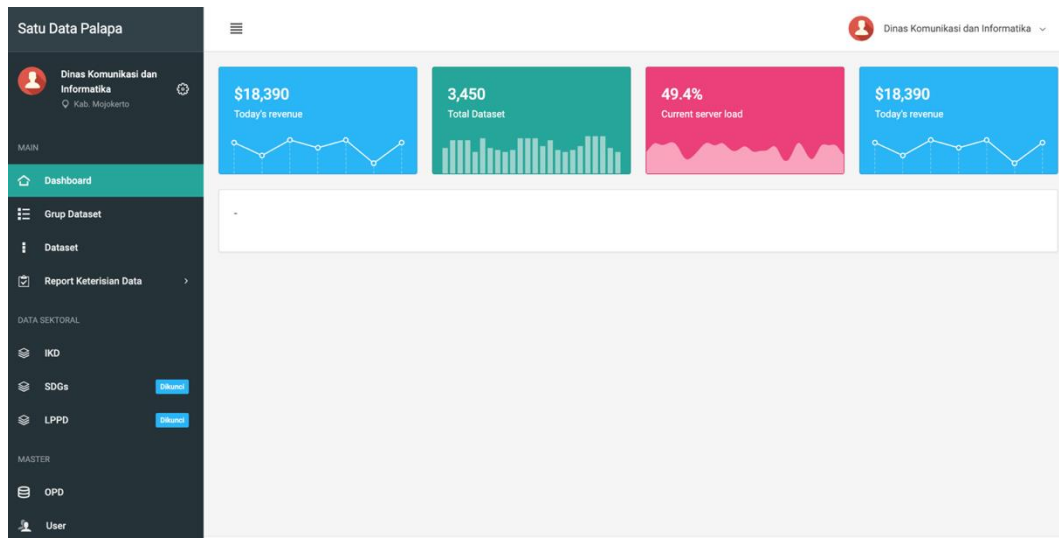 Satu Data Palapa
Dinas Komunikasi dan Informatika
Dinas Komunikasi dan
Informatika
Kab. Mojokerto
MAIN
Dashboard
Grup Dataset
Dataset
Report Keterisian Data
DATA SEKTORAL
IKD
SDGs Dikunci
LPPD Dikunci
MASTER
OPD
User
$18,390
Today's revenue
3,450
Total Dataset
49.4%
Current server load
$18,390
Today's revenue
-